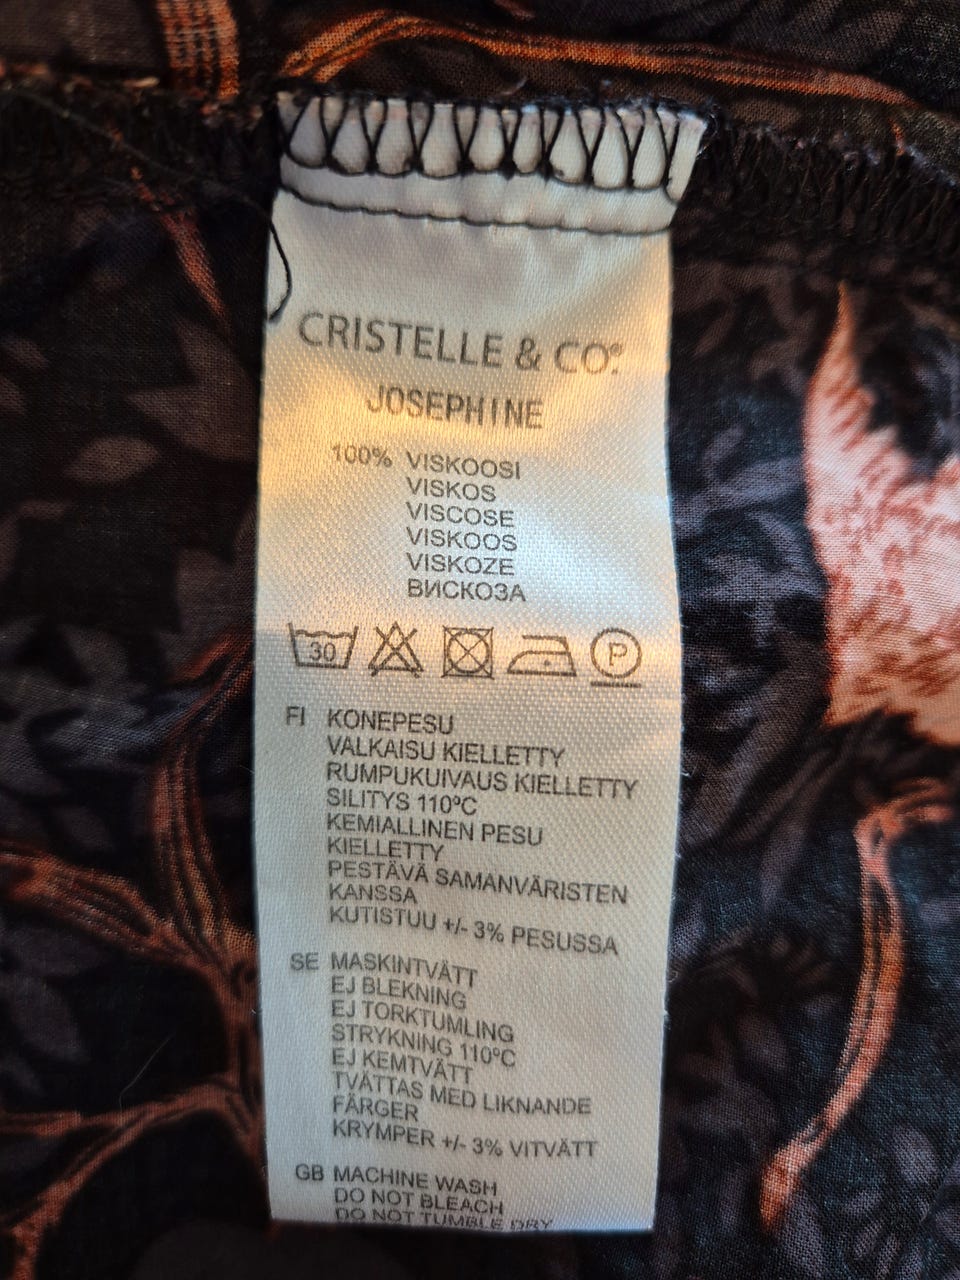 CRISTELLE & CO.®
JOSEPHINE
100% VISKOOSI
VISKOS
VISCOSE
VISKOOS
VISKOZE
ВИСКОЗА
30 P
FI KONEPESU
VALKAISU KIELLETTY
RUMPUKUIVAUS KIELLETTY
SILITYS 110ºC
KEMIALLINEN PESU
KIELLETTY
PESTÄVÄ SAMANVÄRISTEN
KANSSA
KUTISTUU +/- 3% PESUSSA
SE MASKINTVÄTT
EJ BLEKNING
EJ TORKTUMLING
STRYKNING 110ºC
EJ KEMTVÄTT
TVÄTTAS MED LIKNANDE
FÄRGER
KRYMPER +/- 3% VITVÄTT
GB MACHINE WASH
DO NOT BLEACH
DO NOT TUMBLE DRY